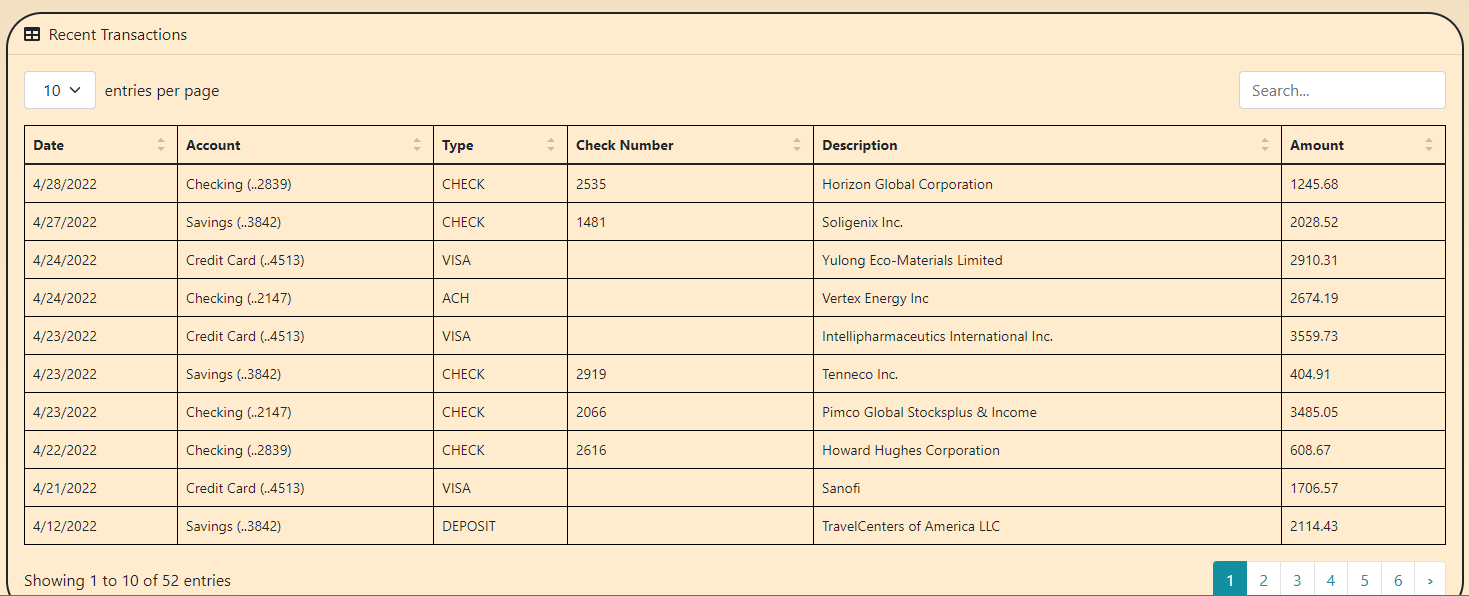 Recent Transactions
10 entries per page Search...
Date Account Type Check Number Description Amount
4/28/2022 Checking (..2839) CHECK 2535 Horizon Global Corporation 1245.68
4/27/2022 Savings (..3842) CHECK 1481 Soligenix Inc. 2028.52
4/24/2022 Credit Card (..4513) VISA Yulong Eco-Materials Limited 2910.31
4/24/2022 Checking (..2147) ACH Vertex Energy Inc 2674.19
4/23/2022 Credit Card (..4513) VISA Intellipharmaceutics International Inc. 3559.73
4/23/2022 Savings (..3842) CHECK 2919 Tenneco Inc. 404.91
4/23/2022 Checking (..2147) CHECK 2066 Pimco Global Stocksplus & Income 3485.05
4/22/2022 Checking (..2839) CHECK 2616 Howard Hughes Corporation 608.67
4/21/2022 Credit Card (..4513) VISA Sanofi 1706.57
4/12/2022 Savings (..3842) DEPOSIT TravelCenters of America LLC 2114.43
Showing 1 to 10 of 52 entries 1 2 3 4 5 6 ›